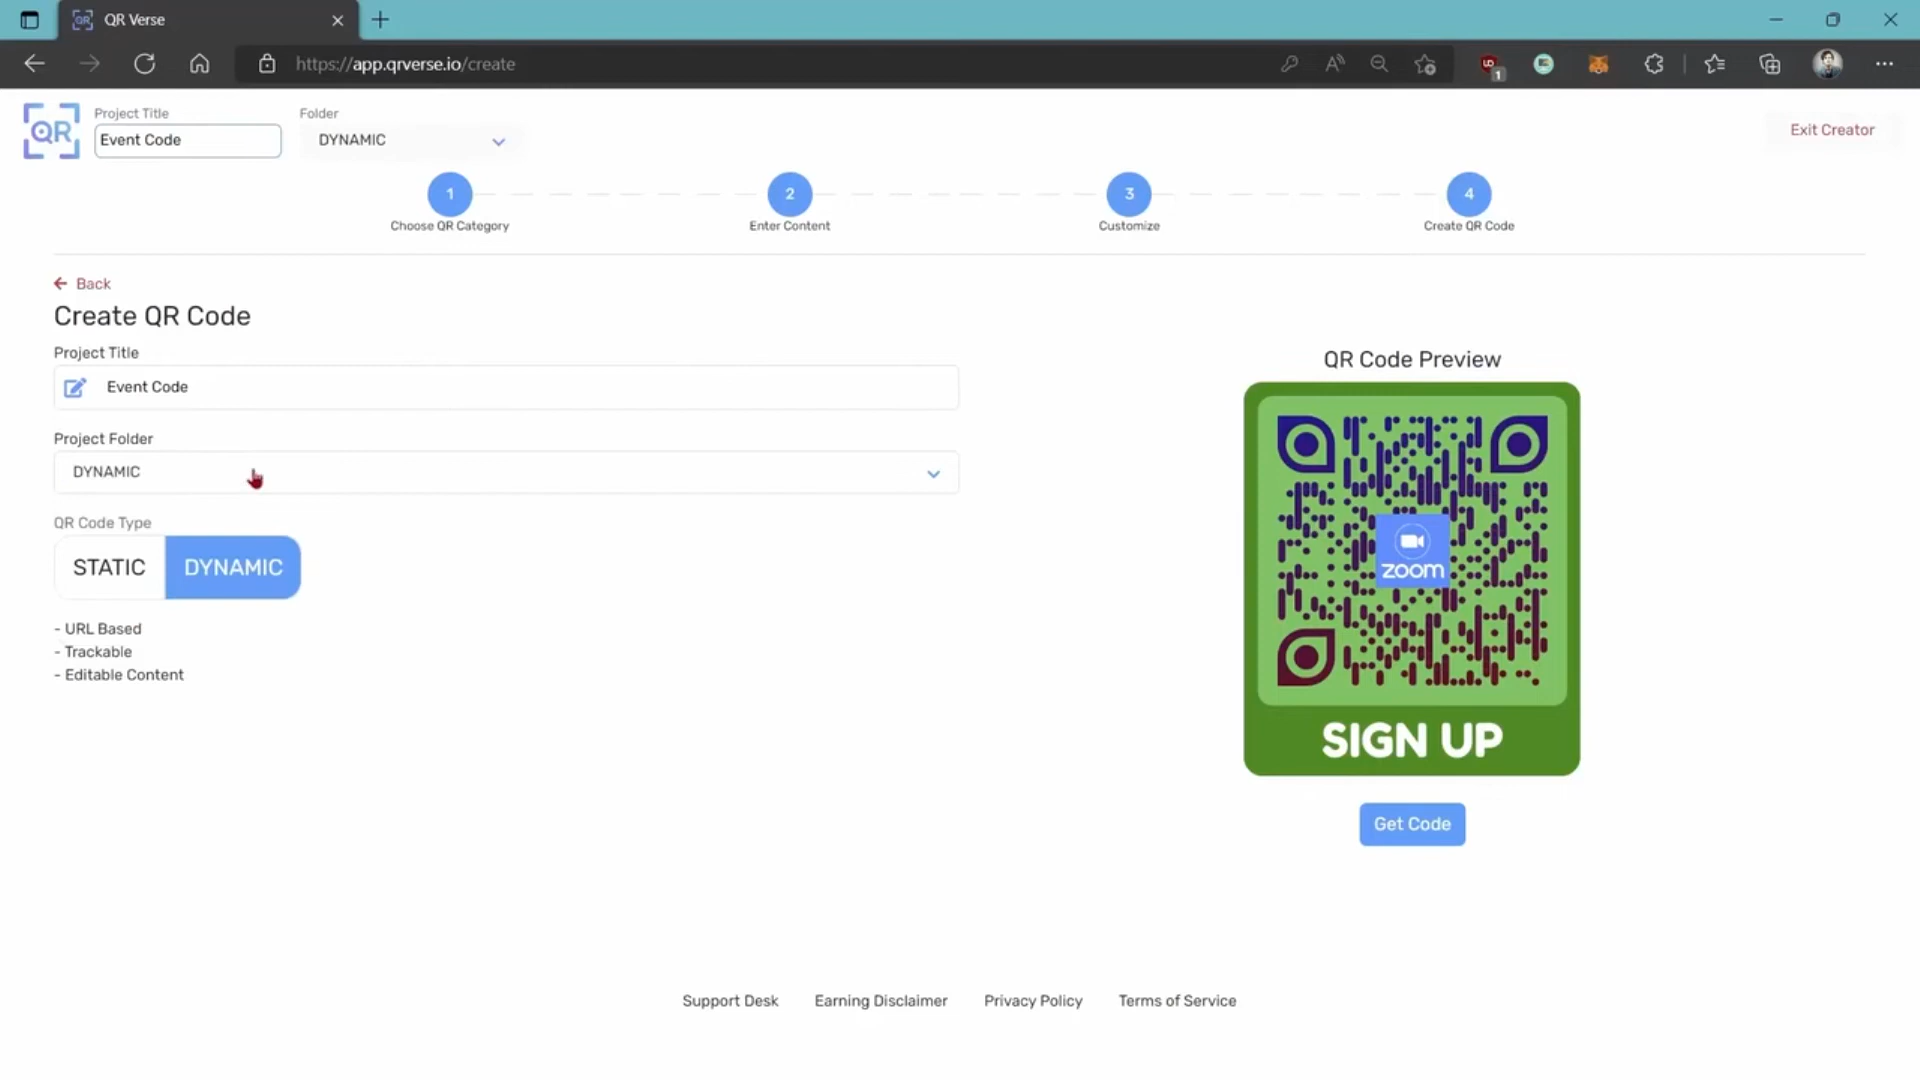 QR Verse
https://app.qrverse.io/create
1
QR
Project Title
Event Code
Folder
DYNAMIC
Exit Creator
1
2
3
4
Choose QR Category
Enter Content
Customize
Create QR Code
Back
Create QR Code
Project Title
Event Code
Project Folder
DYNAMIC
QR Code Type
STATIC
DYNAMIC
- URL Based
- Trackable
- Editable Content
QR Code Preview
zoom
SIGN UP
Get Code
Support Desk
Earning Disclaimer
Privacy Policy
Terms of Service